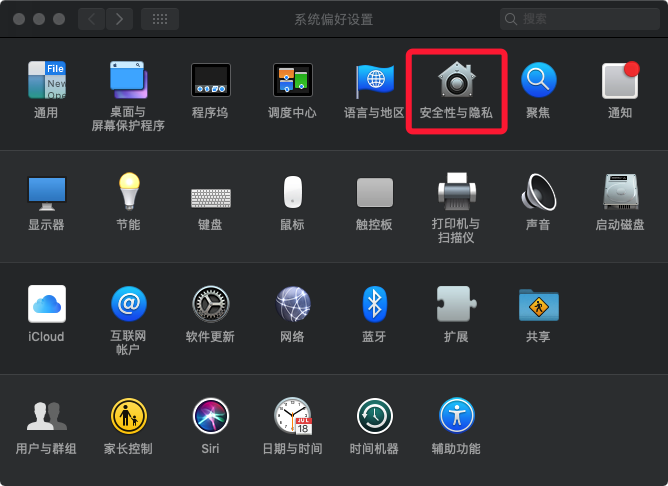 系统偏好设置
搜索
File
New
Ope
通用
桌面与
屏幕保护程序
程序坞
调度中心
语言与地区
安全性与隐私
聚焦
通知
显示器
节能
键盘
鼠标
触控板
打印机与
扫描仪
声音
启动磁盘
iCloud
@
互联网
帐户
软件更新
网络
蓝牙
扩展
共享
用户与群组
家长控制
Siri
JUL
18
日期与时间
时间机器
辅助功能